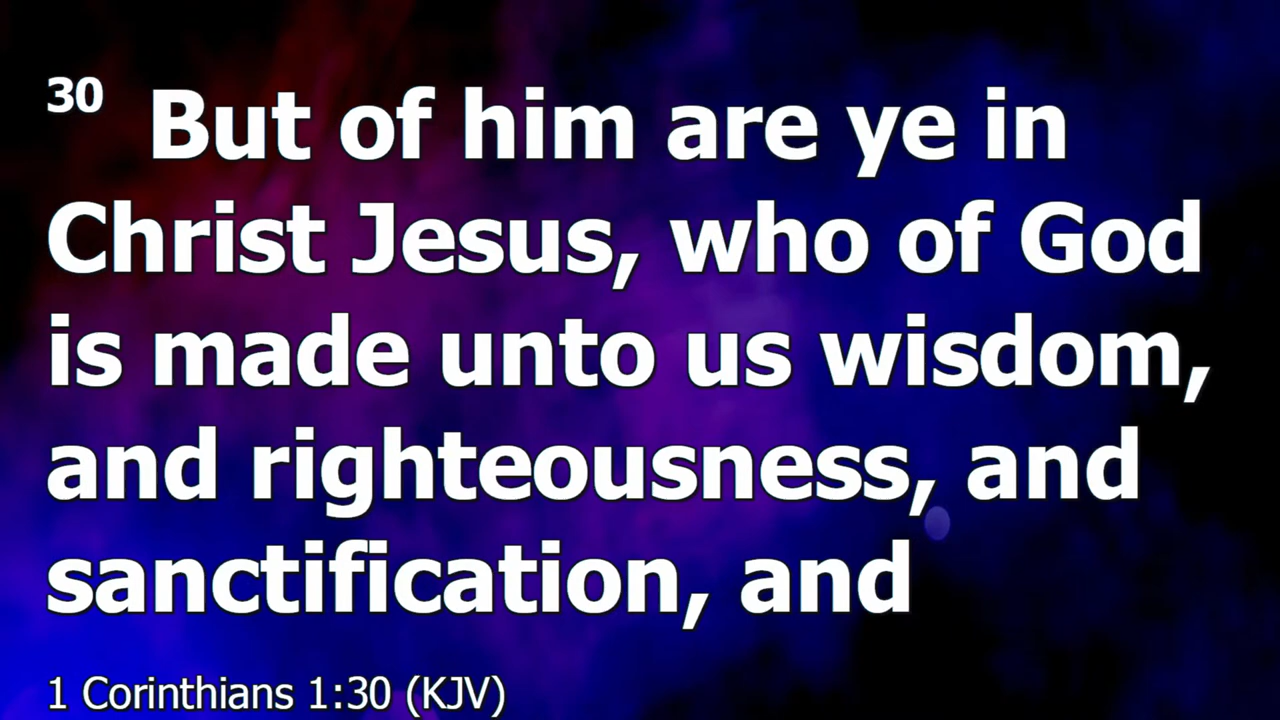 30 But of him are ye in
Christ Jesus, who of God
is made unto us wisdom,
and righteousness, and
sanctification, and
1 Corinthians 1:30 (KJV)